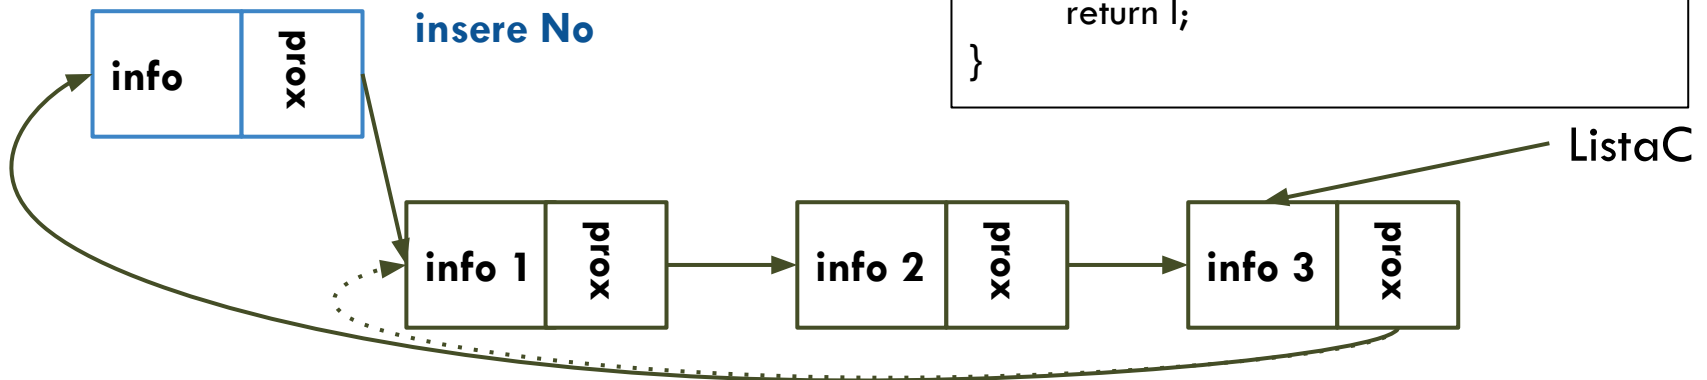 return l;
}
insere No
info
prox
ListaC
info 1
prox
info 2
prox
info 3
prox